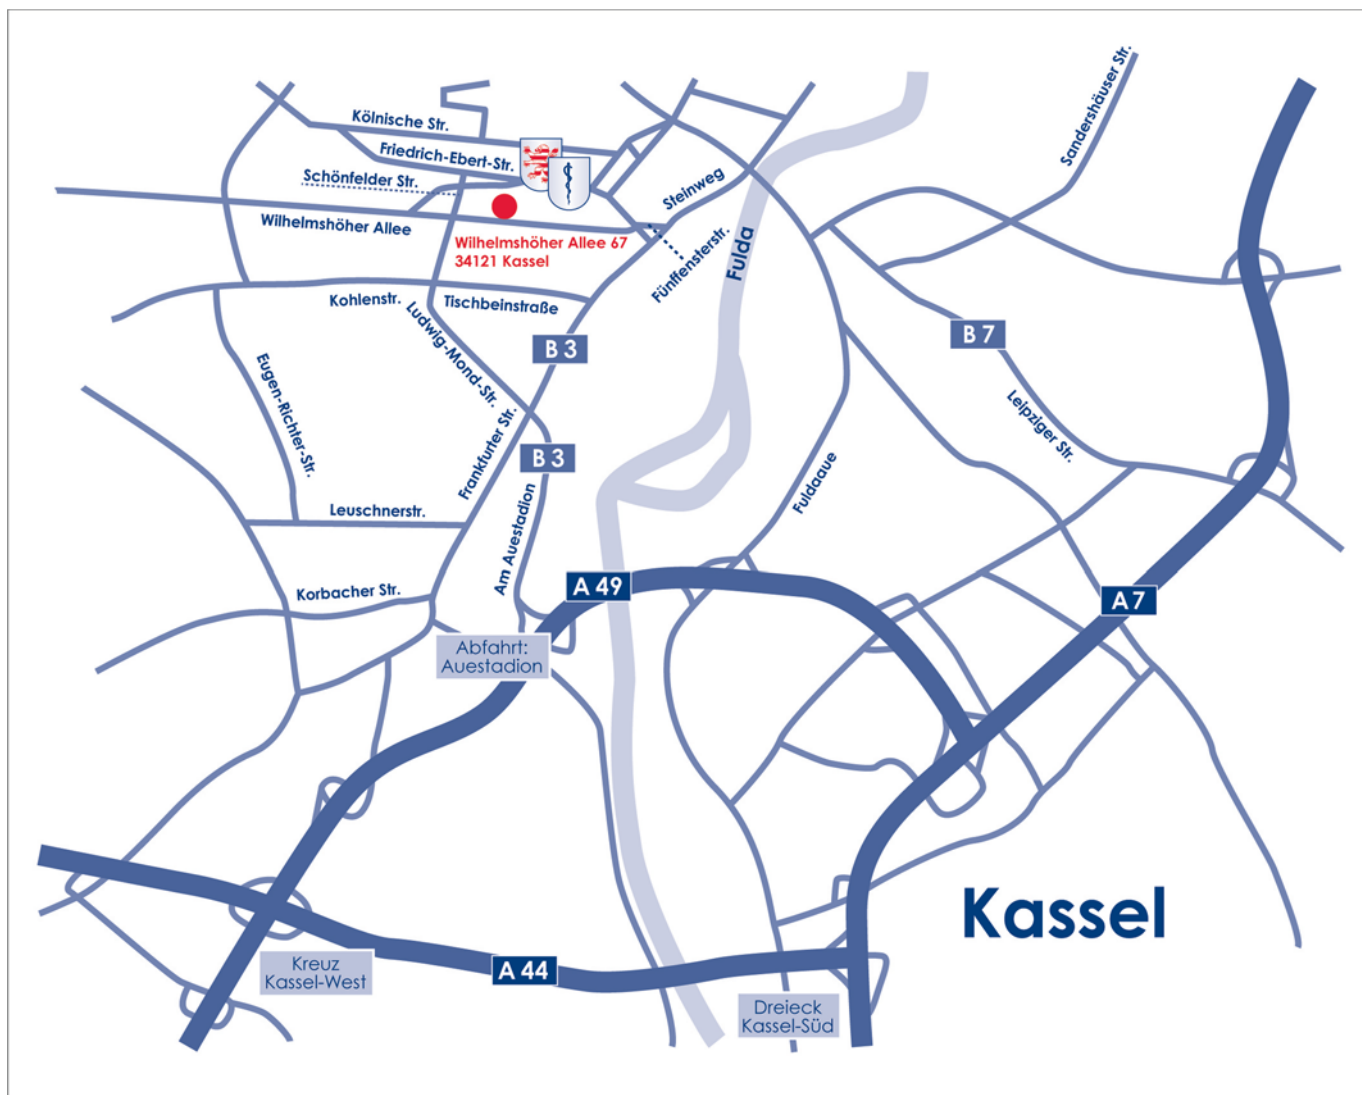 Sandershäuser Str.
Kölnische Str.
Friedrich-Ebert-Str.
Schönfelder Str.
Steinweg
Wilhelmshöher Allee
Wilhelmshöher Allee 67
34121 Kassel
Fünffensterstr.
Fulda
Kohlenstr.
Tischbeinstraße
B 3
B 7
Ludwig-Mond-Str.
Eugen-Richter-Str.
Leipziger Str.
Frankfurter Str.
B 3
Fuldaaue
Leuschnerstr.
Am Auestadion
Korbacher Str.
A 49
A 7
Abfahrt:
Auestadion
Kassel
Kreuz
Kassel-West
A 44
Dreieck
Kassel-Süd